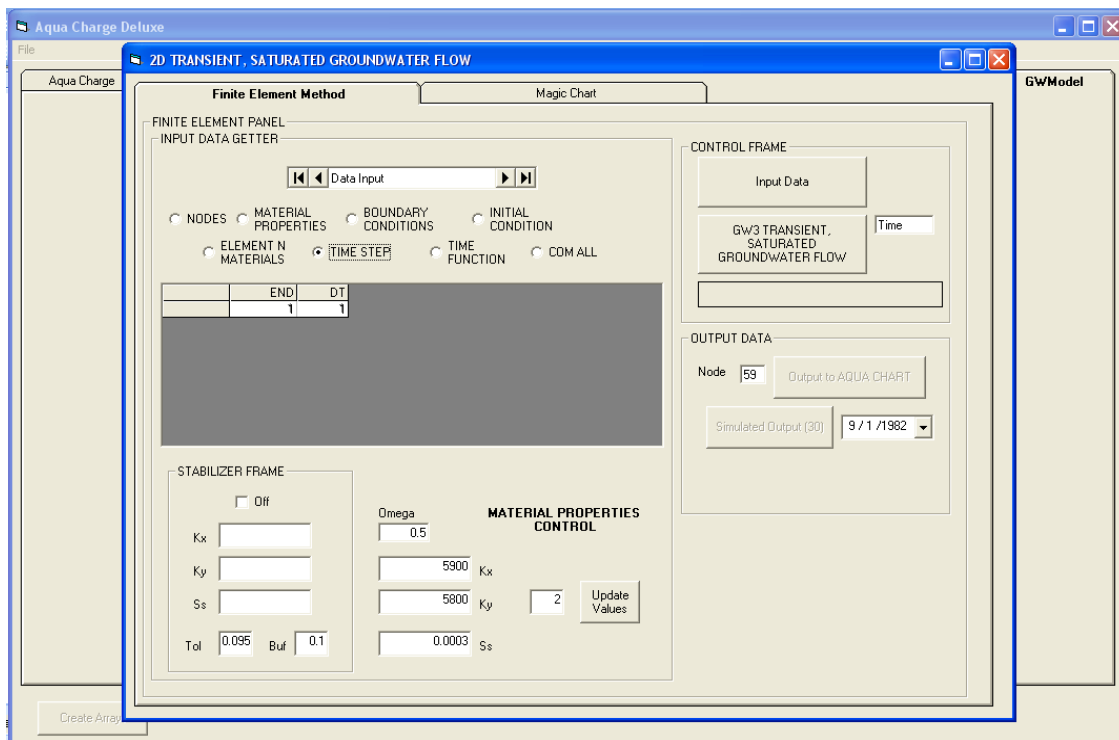 Aqua Charge Deluxe
File
Aqua Charge
GWModel
2D TRANSIENT, SATURATED GROUNDWATER FLOW
Finite Element Method
Magic Chart
FINITE ELEMENT PANEL
INPUT DATA GETTER
Data Input
NODES
MATERIAL
PROPERTIES
BOUNDARY
CONDITIONS
INITIAL
CONDITION
ELEMENT N
MATERIALS
TIME STEP
TIME
FUNCTION
COM ALL
END DT
1 1
STABILIZER FRAME
Off
Kx
Ky
Ss
Tol 0.095 Buf 0.1
Omega
0.5
MATERIAL PROPERTIES
CONTROL
5900 Kx
5800 Ky
2
Update
Values
0.0003 Ss
CONTROL FRAME
Input Data
GW3 TRANSIENT,
SATURATED
GROUNDWATER FLOW
Time
OUTPUT DATA
Node 59 Output to AQUA CHART
Simulated Output (30) 9 / 1 /1982
Create Array